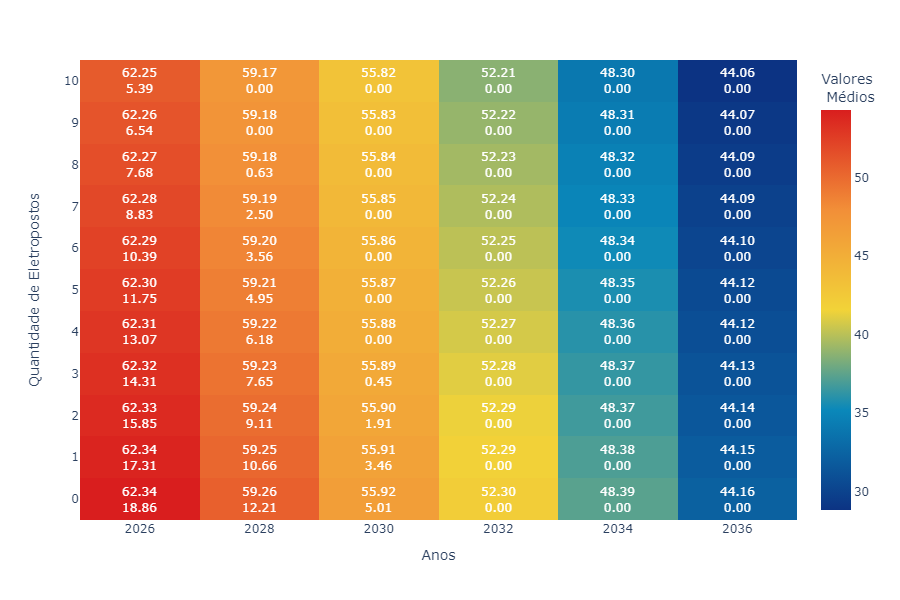 Valores
Médios
10
62.25 59.17 55.82 52.21 48.30 44.06
5.39 0.00 0.00 0.00 0.00 0.00
9
62.26 59.18 55.83 52.22 48.31 44.07
6.54 0.00 0.00 0.00 0.00 0.00
8
62.27 59.18 55.84 52.23 48.32 44.09
7.68 0.63 0.00 0.00 0.00 0.00
7
62.28 59.19 55.85 52.24 48.33 44.09
8.83 2.50 0.00 0.00 0.00 0.00
6
62.29 59.20 55.86 52.25 48.34 44.10
10.39 3.56 0.00 0.00 0.00 0.00
5
62.30 59.21 55.87 52.26 48.35 44.12
11.75 4.95 0.00 0.00 0.00 0.00
4
62.31 59.22 55.88 52.27 48.36 44.12
13.07 6.18 0.00 0.00 0.00 0.00
3
62.32 59.23 55.89 52.28 48.37 44.13
14.31 7.65 0.45 0.00 0.00 0.00
2
62.33 59.24 55.90 52.29 48.37 44.14
15.85 9.11 1.91 0.00 0.00 0.00
1
62.34 59.25 55.91 52.29 48.38 44.15
17.31 10.66 3.46 0.00 0.00 0.00
0
62.34 59.26 55.92 52.30 48.39 44.16
18.86 12.21 5.01 0.00 0.00 0.00
2026 2028 2030 2032 2034 2036
Anos
Quantidade de Eletropostos
50
45
40
35
30